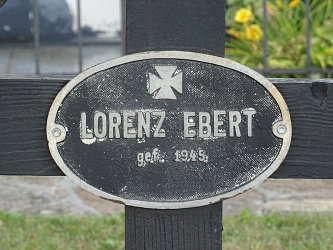 LORENZ EBERT
gef. 1945